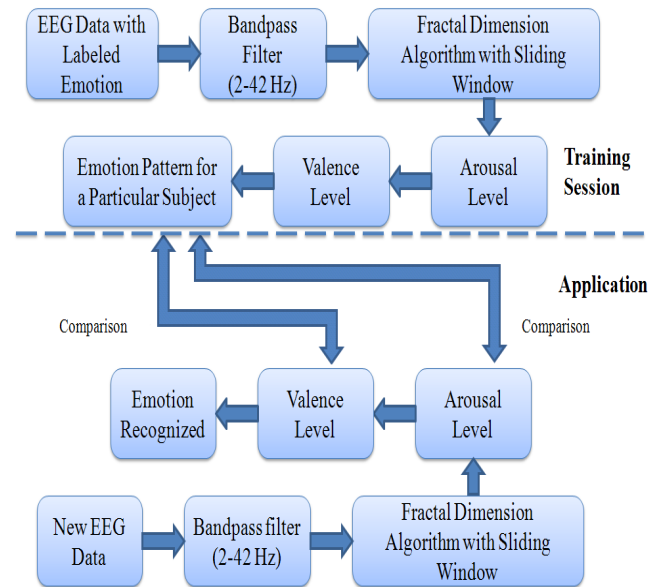 EEG Data with
Labeled
Emotion
Bandpass
Filter
(2-42 Hz)
Fractal Dimension
Algorithm with Sliding
Window
Emotion Pattern for
a Particular Subject
Valence
Level
Arousal
Level
Training
Session
Application
Comparison
Comparison
Emotion
Recognized
Valence
Level
Arousal
Level
New EEG
Data
Bandpass filter
(2-42 Hz)
Fractal Dimension
Algorithm with Sliding
Window